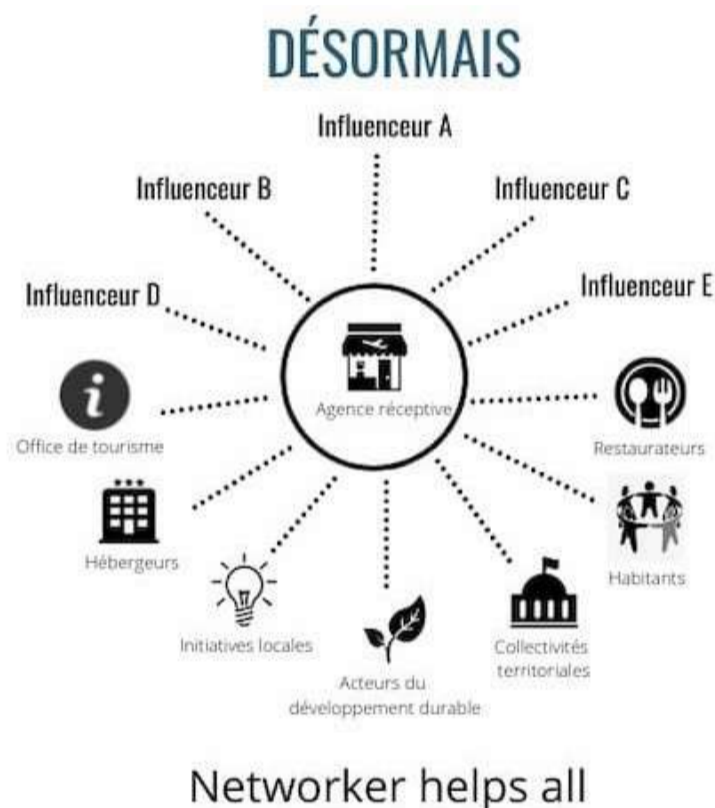 DÉSORMAIS
Influenceur A
Influenceur B
Influenceur C
Influenceur D
Influenceur E
Agence réceptive
Office de tourisme
Restaurateurs
Hébergeurs
Habitants
Initiatives locales
Collectivités
territoriales
Acteurs du
développement durable
Networker helps all